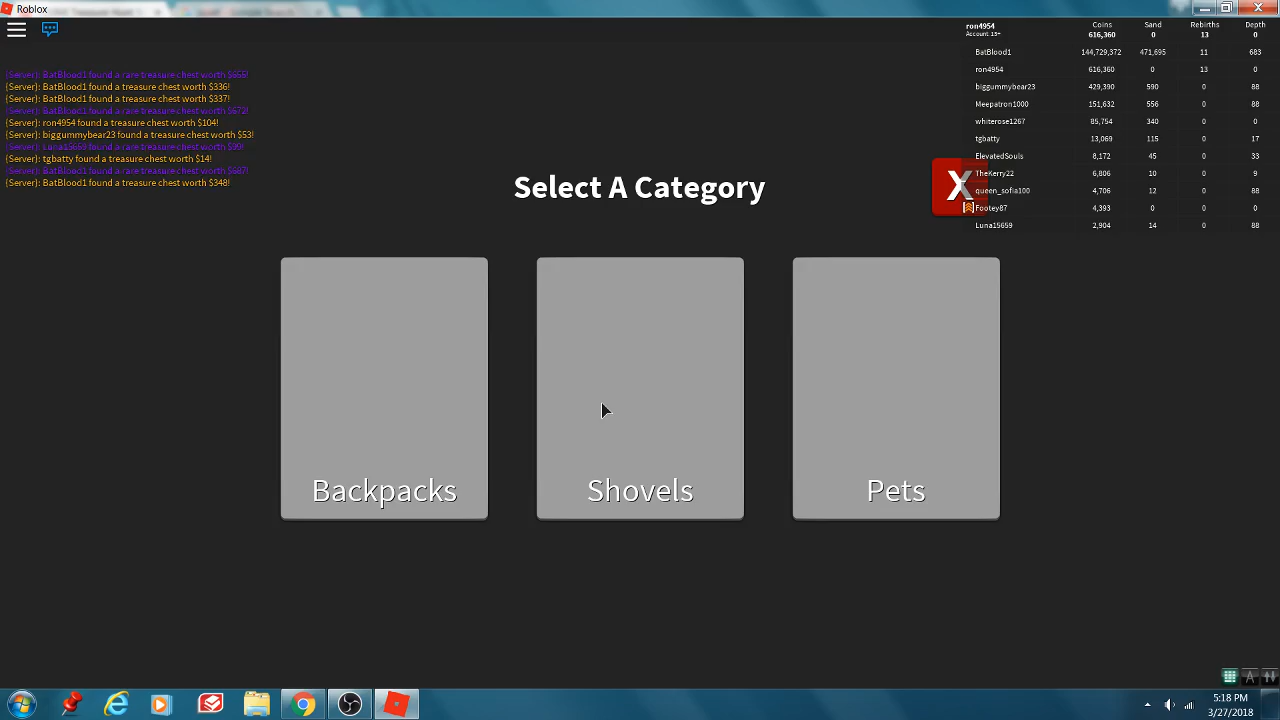 Roblox
{Server}: BatBlood1 found a rare treasure chest worth $655!
{Server}: BatBlood1 found a treasure chest worth $336!
{Server}: BatBlood1 found a treasure chest worth $337!
{Server}: BatBlood1 found a rare treasure chest worth $672!
{Server}: ron4954 found a treasure chest worth $104!
{Server}: biggummybear23 found a treasure chest worth $53!
{Server}: Luna15659 found a rare treasure chest worth $99!
{Server}: tgbatty found a treasure chest worth $14!
{Server}: BatBlood1 found a rare treasure chest worth $687!
{Server}: BatBlood1 found a treasure chest worth $348!
ron4954 Coins Sand Rebirths Depth
Account: 13+ 616,360 0 13 0
BatBlood1 144,729,372 471,695 11 683
ron4954 616,360 0 13 0
biggummybear23 429,390 590 0 88
Meepatron1000 151,632 556 0 88
whiterose1267 85,754 340 0 0
tgbatty 13,069 115 0 17
ElevatedSouls 8,172 45 0 33
TheKerry22 6,806 10 0 9
queen_sofia100 4,706 12 0 88
Footey87 4,393 0 0 0
Luna15659 2,904 14 0 88
Select A Category
X
Backpacks
Shovels
Pets
5:18 PM
3/27/2018